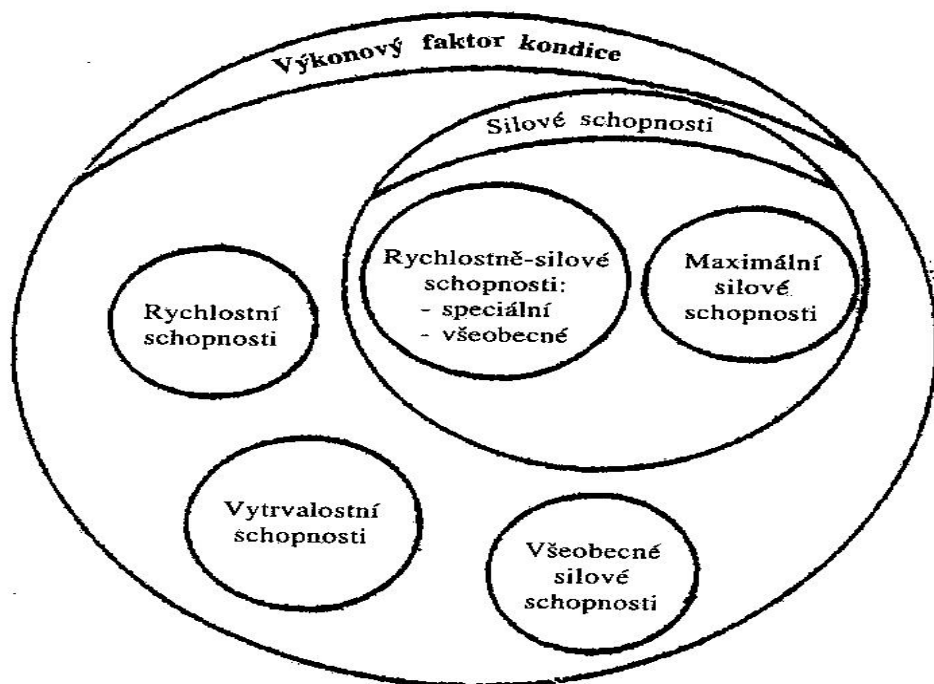 Výkonový faktor kondice
Silové schopnosti
Rychlostně-silové
schopnosti:
- speciální
- všeobecné
Maximální
silové
schopnosti
Rychlostní
schopnosti
Vytrvalostní
schopnosti
Všeobecné
silové
schopnosti